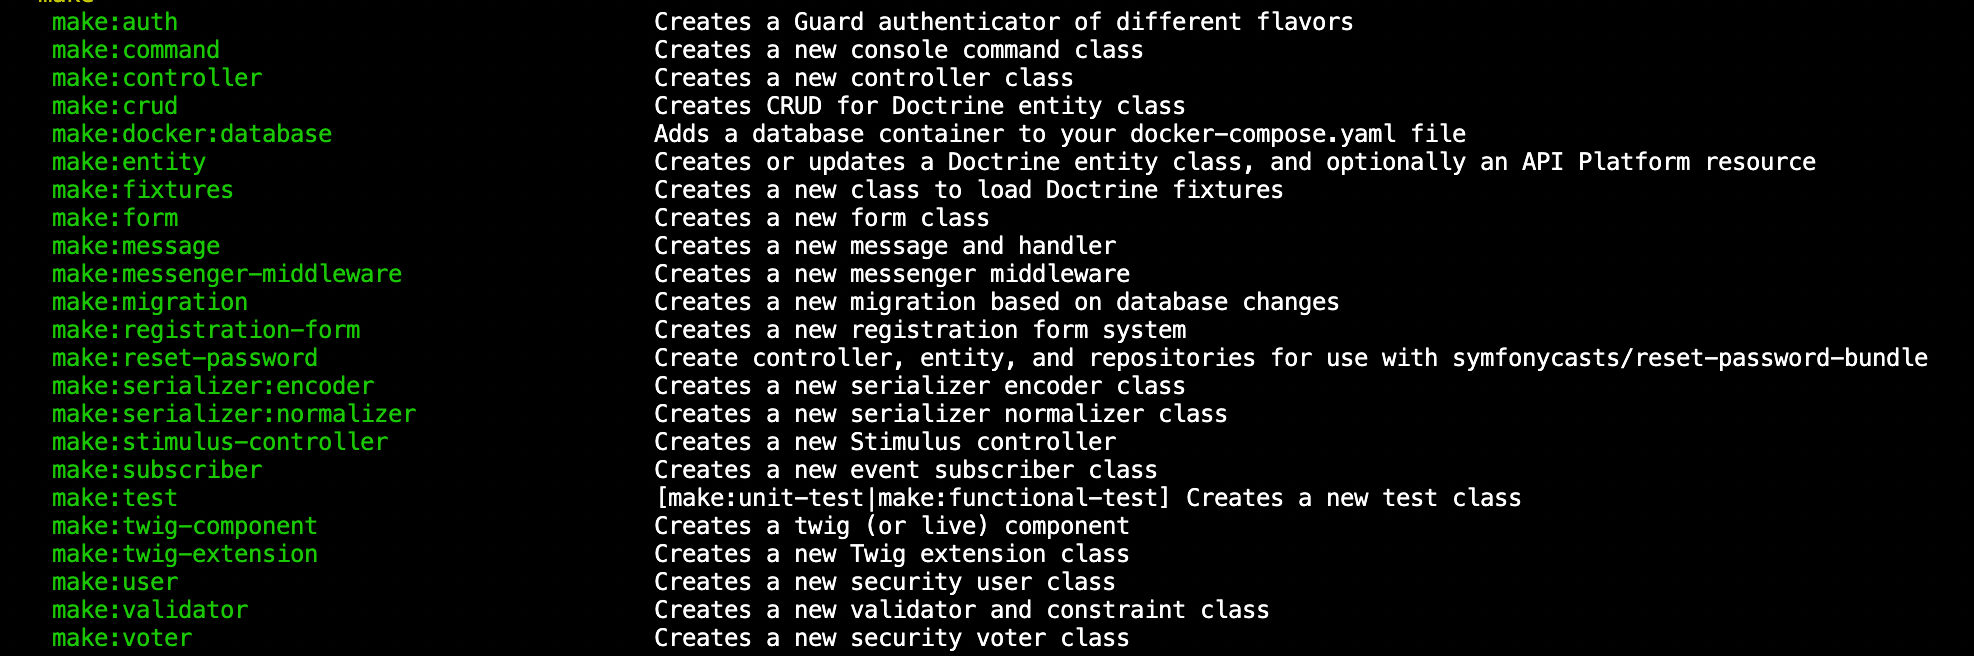 make
make:auth Creates a Guard authenticator of different flavors
make:command Creates a new console command class
make:controller Creates a new controller class
make:crud Creates CRUD for Doctrine entity class
make:docker:database Adds a database container to your docker-compose.yaml file
make:entity Creates or updates a Doctrine entity class, and optionally an API Platform resource
make:fixtures Creates a new class to load Doctrine fixtures
make:form Creates a new form class
make:message Creates a new message and handler
make:messenger-middleware Creates a new messenger middleware
make:migration Creates a new migration based on database changes
make:registration-form Creates a new registration form system
make:reset-password Create controller, entity, and repositories for use with symfonycasts/reset-password-bundle
make:serializer:encoder Creates a new serializer encoder class
make:serializer:normalizer Creates a new serializer normalizer class
make:stimulus-controller Creates a new Stimulus controller
make:subscriber Creates a new event subscriber class
make:test [make:unit-test|make:functional-test] Creates a new test class
make:twig-component Creates a twig (or live) component
make:twig-extension Creates a new Twig extension class
make:user Creates a new security user class
make:validator Creates a new validator and constraint class
make:voter Creates a new security voter class